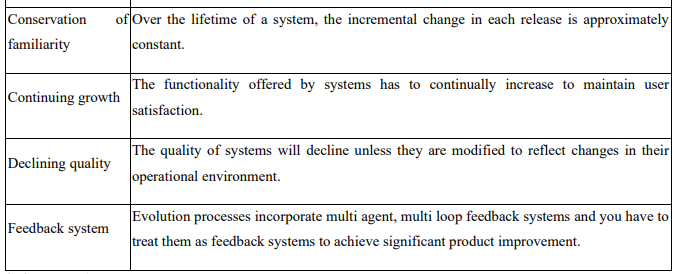 Conservation of Over the lifetime of a system, the incremental change in each release is approximately
familiarity constant.
Continuing growth The functionality offered by systems has to continually increase to maintain user
satisfaction.
Declining quality The quality of systems will decline unless they are modified to reflect changes in their
operational environment.
Feedback system Evolution processes incorporate multi agent, multi loop feedback systems and you have to
treat them as feedback systems to achieve significant product improvement.